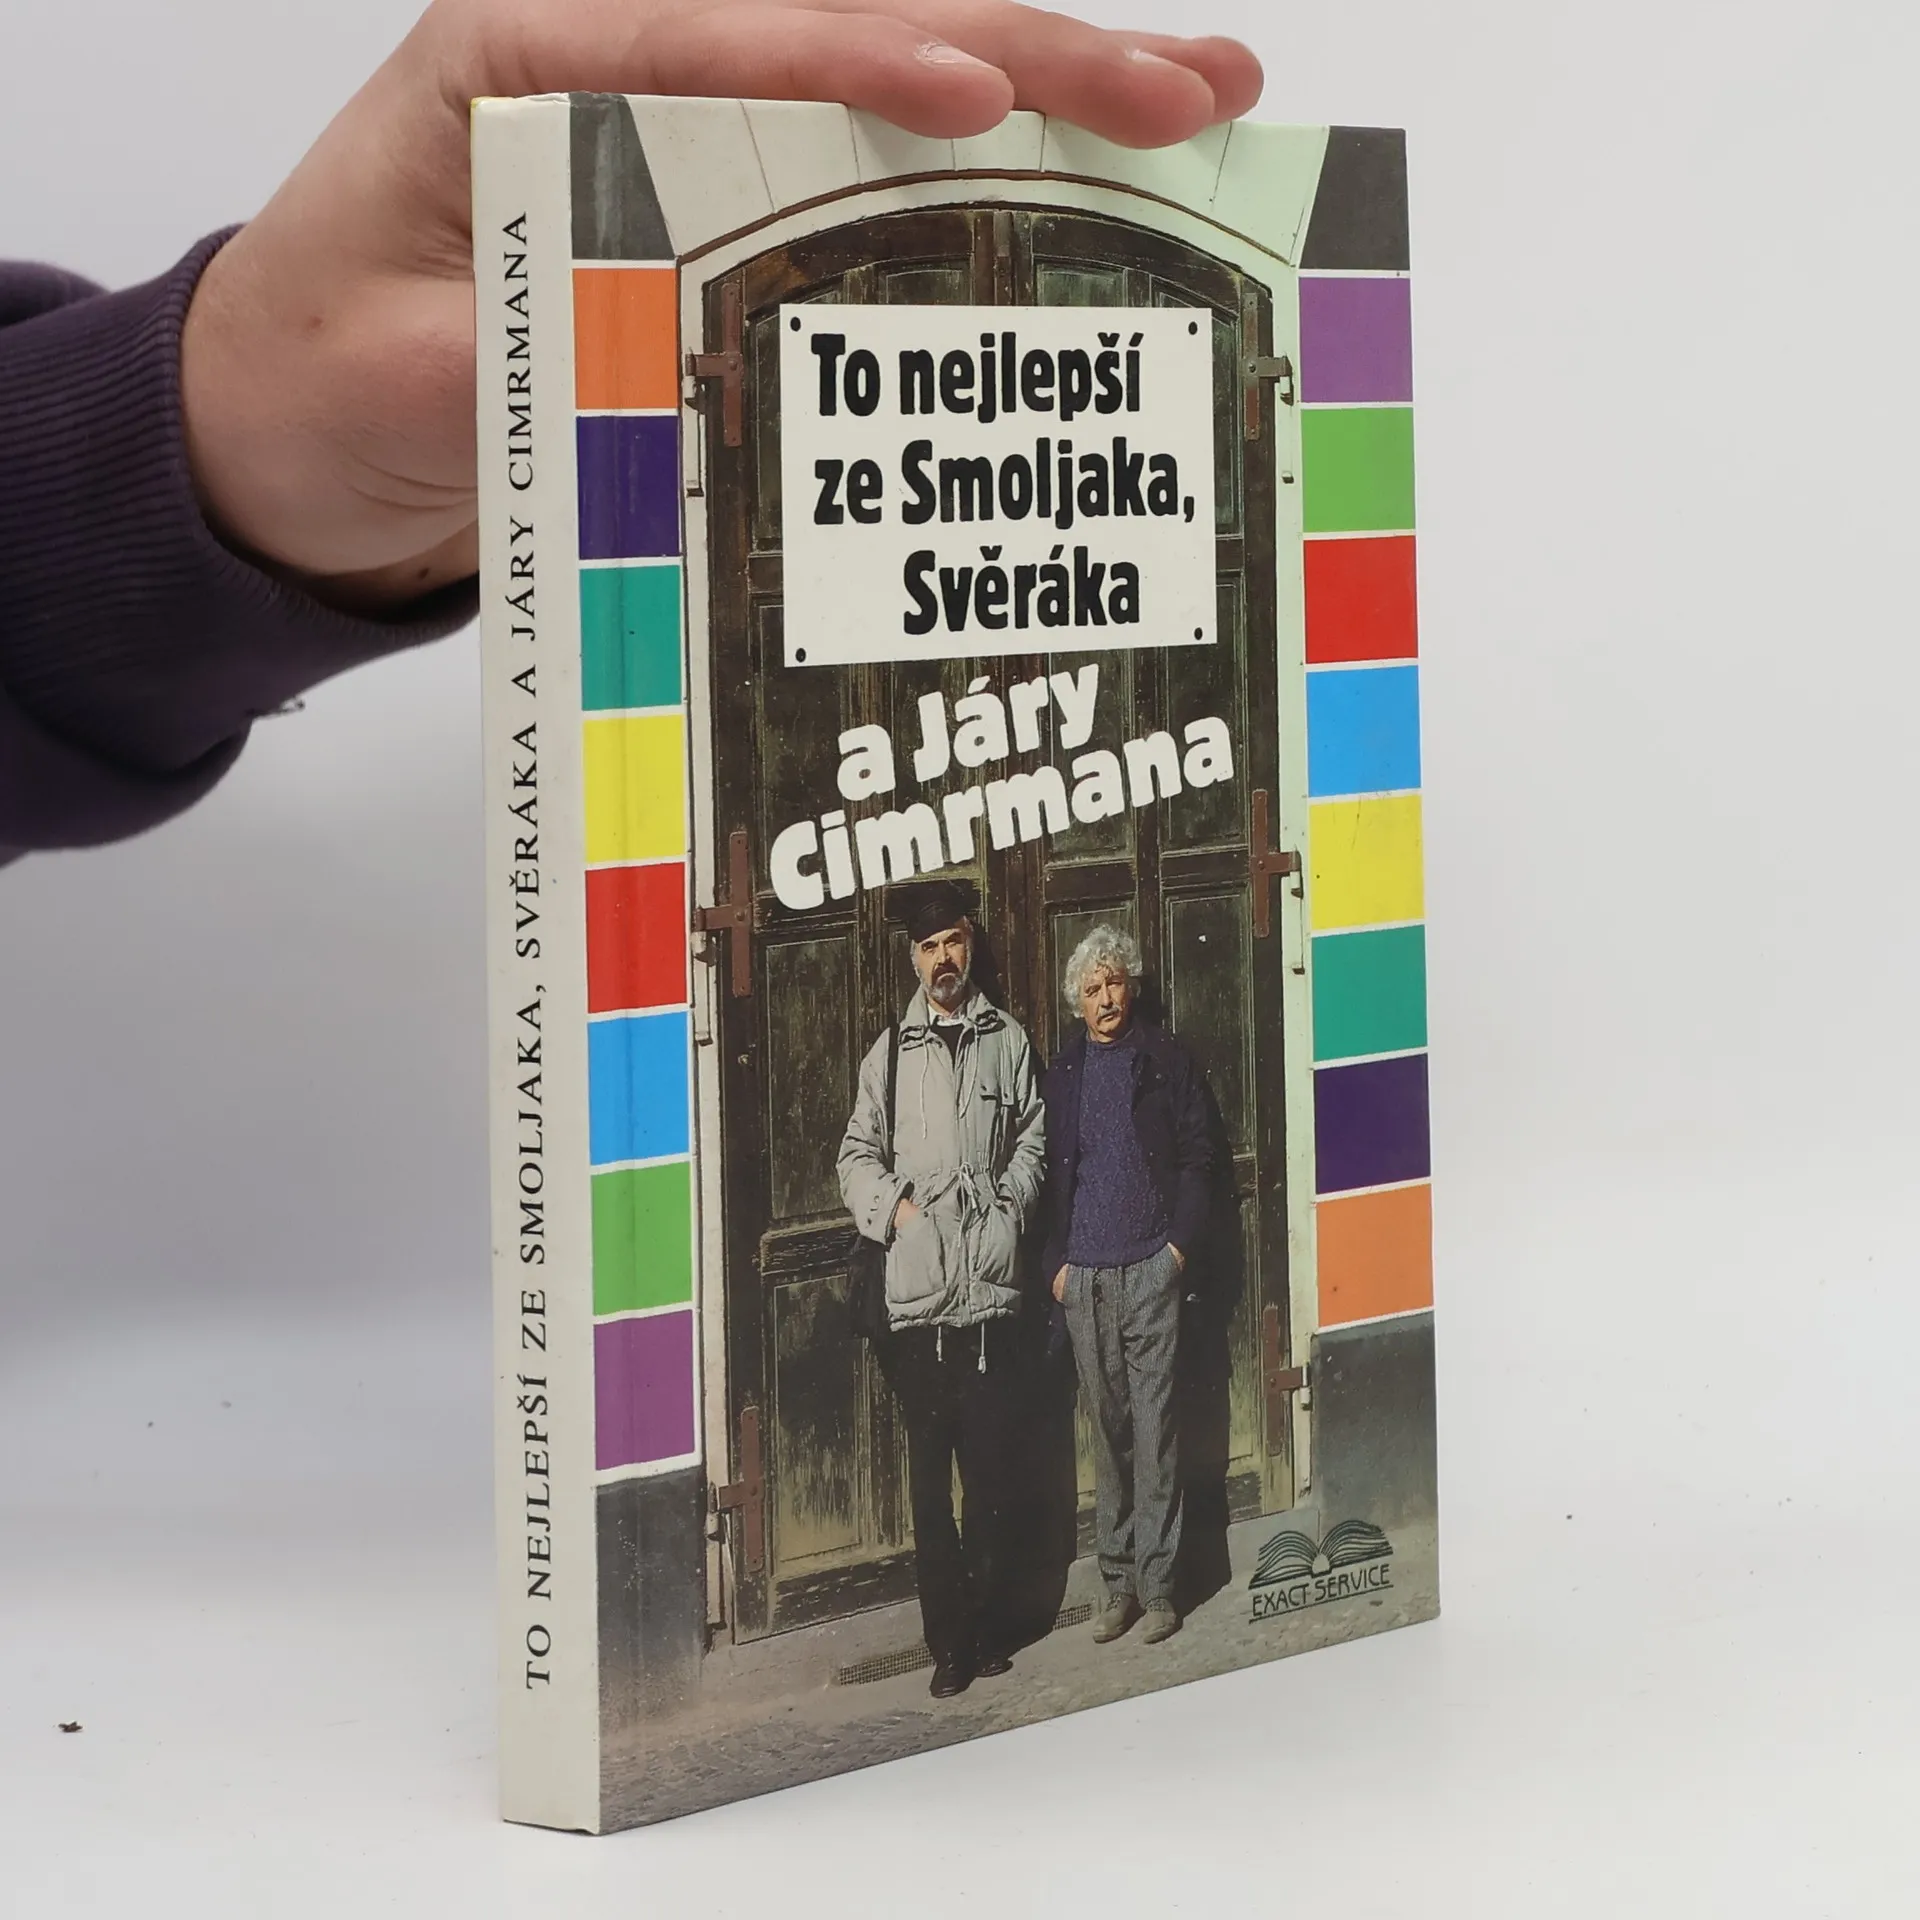 TO NEJLEPŠÍ ZE SMOLJAKA, SVĚRÁKA A JÁRY CIMRMANA
To nejlepší
ze Smoljaka,
Svěráka
a Járy
Cimrmana
EXACT SERVICE